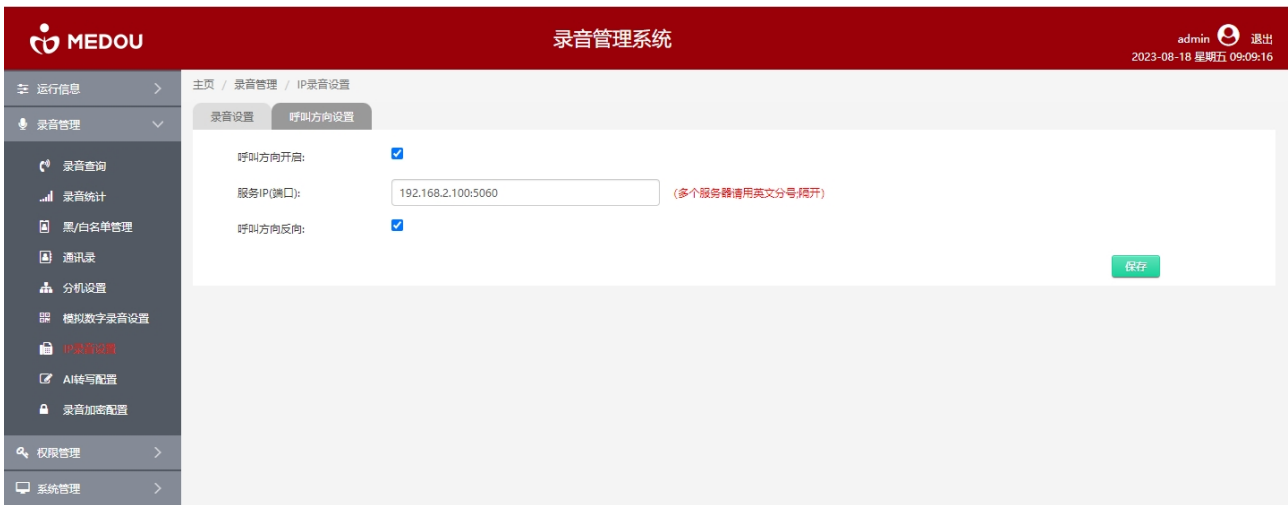 MEDOU
录音管理系统
admin 退出
2023-08-18 星期五 09:09:16
运行信息
录音管理
录音查询
录音统计
黑/白名单管理
通讯录
分机设置
模拟数字录音设置
IP录音设置
AI转写配置
录音加密配置
权限管理
系统管理
主页 / 录音管理 / IP录音设置
录音设置 呼叫方向设置
呼叫方向开启:
服务IP(端口): 192.168.2.100:5060 (多个服务器请用英文分号;隔开)
呼叫方向反向:
保存